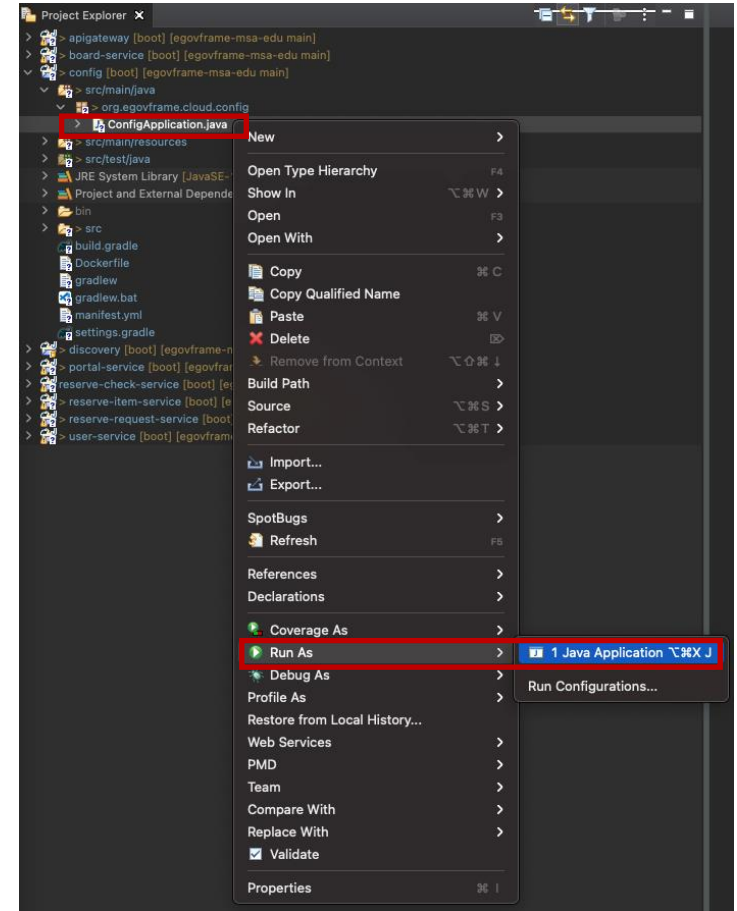 Project Explorer
> apigateway [boot] [egovframe-msa-edu main]
> board-service [boot] [egovframe-msa-edu main]
> config [boot] [egovframe-msa-edu main]
> src/main/java
> org.egovframe.cloud.config
ConfigApplication.java
> src/main/resources
> src/test/java
JRE System Library [JavaSE-
Project and External Depende
bin
> src
build.gradle
Dockerfile
gradlew
gradlew.bat
manifest.yml
settings.gradle
> discovery [boot] [egovframe-n
> portal-service [boot] [egovfrar
reserve-check-service [boot] [eg
> reserve-item-service [boot] [e
> reserve-request-service [boot
> user-service [boot] [egovfram
New
Open Type Hierarchy F4
Show In ⌥⌘W
Open F3
Open With
Copy ⌘C
Copy Qualified Name
Paste ⌘V
Delete ⌦
Remove from Context ⌥⇧⌘↓
Build Path
Source ⌥⌘S
Refactor ⌥⌘T
Import...
Export...
SpotBugs
Refresh F5
References
Declarations
Coverage As
Run As
1 Java Application ⌥⌘X J
Debug As
Run Configurations...
Profile As
Restore from Local History...
Web Services
PMD
Team
Compare With
Replace With
Validate
Properties ⌘I